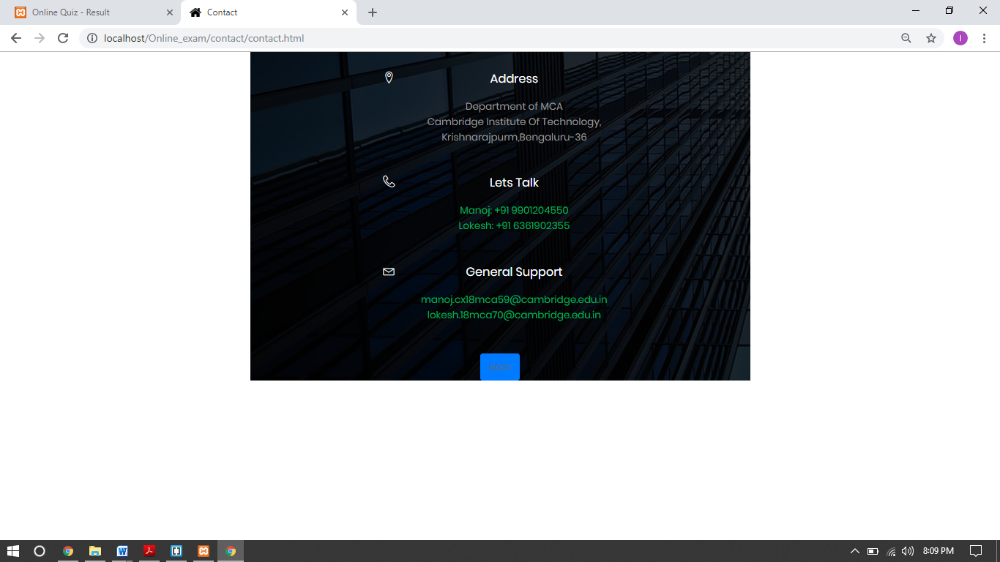 Online Quiz - Result
Contact
localhost/Online_exam/contact/contact.html
I
Address
Department of MCA
Cambridge Institute Of Technology,
Krishnarajpurm,Bengaluru-36
Lets Talk
Manoj: +91 9901204550
Lokesh: +91 6361902355
General Support
manoj.cx18mca59@cambridge.edu.in
lokesh.18mca70@cambridge.edu.in
Back
8:09 PM